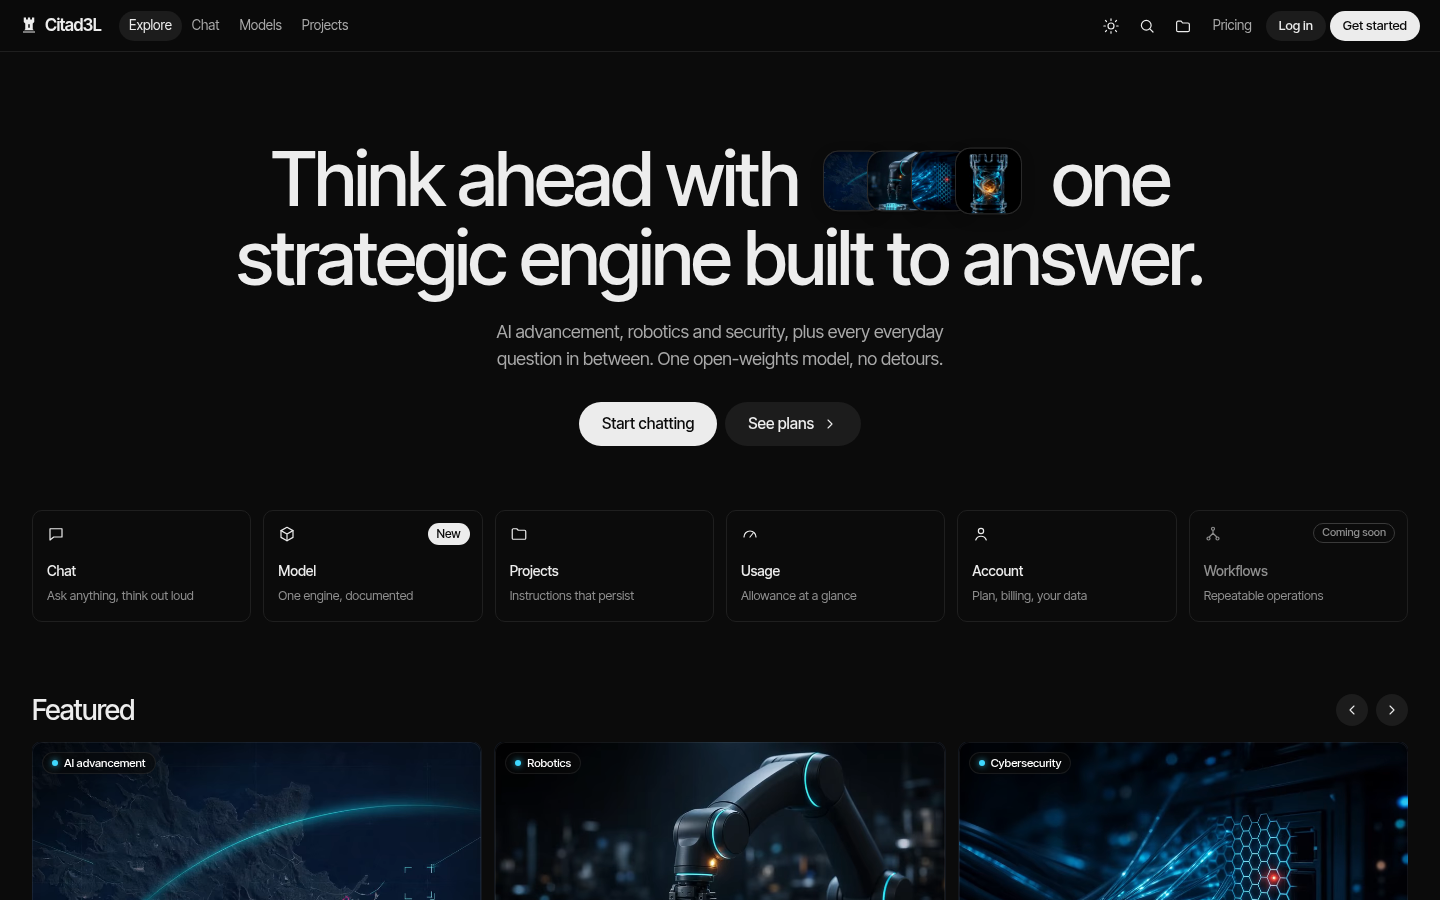 Citad3L
Explore
Chat
Models
Projects
Pricing
Log in
Get started
Think ahead with one
strategic engine built to answer.
AI advancement, robotics and security, plus every everyday
question in between. One open-weights model, no detours.
Start chatting
See plans
Chat
Ask anything, think out loud
New
Model
One engine, documented
Projects
Instructions that persist
Usage
Allowance at a glance
Account
Plan, billing, your data
Coming soon
Workflows
Repeatable operations
Featured
AI advancement
Robotics
Cybersecurity